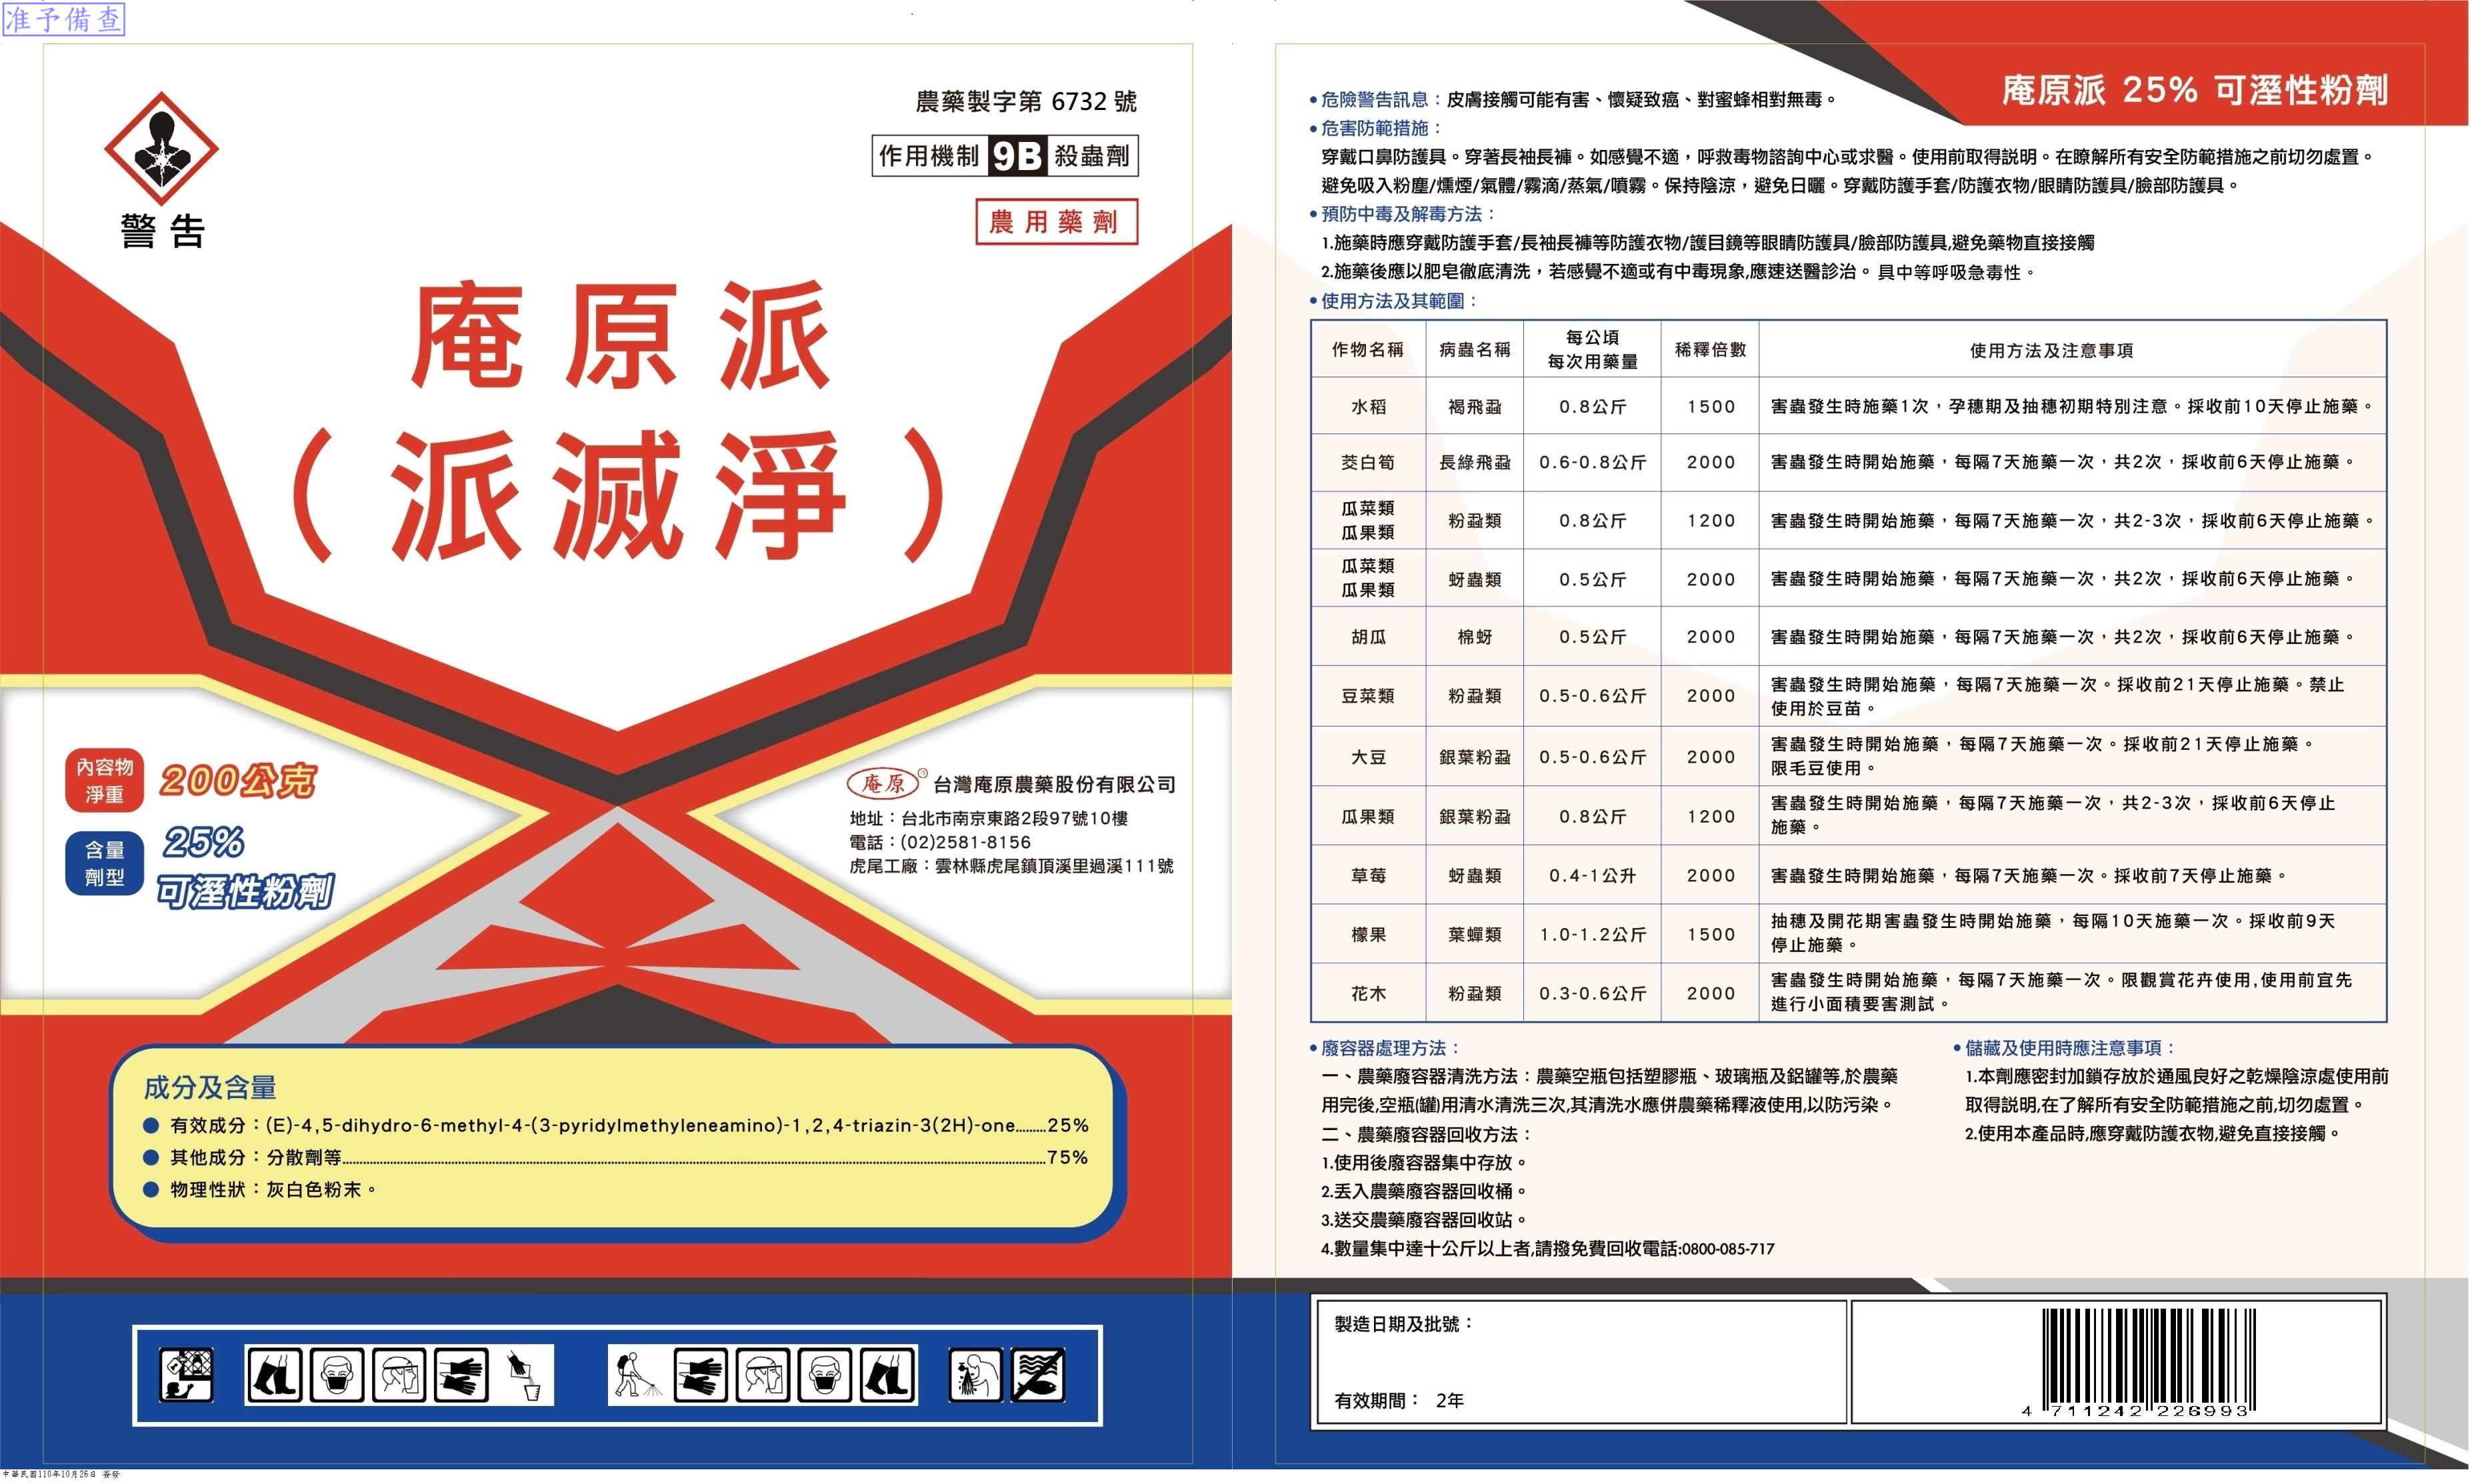 准予備查
農藥製字第 6732 號
作用機制 9B 殺蟲劑
農用藥劑
警告
庵原派
(派滅淨)
內容物
淨重
200公克
含量
劑型
25%
可溼性粉劑
庵原® 台灣庵原農藥股份有限公司
地址：台北市南京東路2段97號10樓
電話：(02)2581-8156
虎尾工廠：雲林縣虎尾鎮頂溪里過溪111號
成分及含量
● 有效成分：(E)-4,5-dihydro-6-methyl-4-(3-pyridylmethyleneamino)-1,2,4-triazin-3(2H)-one........25%
● 其他成分：分散劑等........75%
● 物理性狀：灰白色粉末。
中華民國110年10月26日 簽發
庵原派 25% 可溼性粉劑
•危險警告訊息：皮膚接觸可能有害、懷疑致癌、對蜜蜂相對無毒。
•危害防範措施：
穿戴口鼻防護具。穿著長袖長褲。如感覺不適，呼救毒物諮詢中心或求醫。使用前取得説明。在瞭解所有安全防範措施之前切勿處置。
避免吸入粉塵/燻煙/氣體/霧滴/蒸氣/噴霧。保持陰涼，避免日曬。穿戴防護手套/防護衣物/眼睛防護具/臉部防護具。
•預防中毒及解毒方法：
1.施藥時應穿戴防護手套/長袖長褲等防護衣物/護目鏡等眼睛防護具/臉部防護具,避免藥物直接接觸
2.施藥後應以肥皂徹底清洗，若感覺不適或有中毒現象,應速送醫診治。具中等呼吸急毒性。
•使用方法及其範圍：
作物名稱 病蟲名稱 每公頃每次用藥量 稀釋倍數 使用方法及注意事項
水稻 褐飛蝨 0.8公斤 1500 害蟲發生時施藥1次，孕穗期及抽穗初期特別注意。採收前10天停止施藥。
茭白筍 長綠飛蝨 0.6-0.8公斤 2000 害蟲發生時開始施藥，每隔7天施藥一次，共2次，採收前6天停止施藥。
瓜菜類 瓜果類 粉蝨類 0.8公斤 1200 害蟲發生時開始施藥，每隔7天施藥一次，共2-3次，採收前6天停止施藥。
瓜菜類 瓜果類 蚜蟲類 0.5公斤 2000 害蟲發生時開始施藥，每隔7天施藥一次，共2次，採收前6天停止施藥。
胡瓜 棉蚜 0.5公斤 2000 害蟲發生時開始施藥，每隔7天施藥一次，共2次，採收前6天停止施藥。
豆菜類 粉蝨類 0.5-0.6公斤 2000 害蟲發生時開始施藥，每隔7天施藥一次。採收前21天停止施藥。禁止
使用於豆苗。
大豆 銀葉粉蝨 0.5-0.6公斤 2000 害蟲發生時開始施藥，每隔7天施藥一次。採收前21天停止施藥。
限毛豆使用。
瓜果類 銀葉粉蝨 0.8公斤 1200 害蟲發生時開始施藥，每隔7天施藥一次，共2-3次，採收前6天停止
施藥。
草莓 蚜蟲類 0.4-1公升 2000 害蟲發生時開始施藥，每隔7天施藥一次。採收前7天停止施藥。
檬果 葉蟬類 1.0-1.2公斤 1500 抽穗及開花期害蟲發生時開始施藥，每隔10天施藥一次。採收前9天
停止施藥。
花木 粉蝨類 0.3-0.6公斤 2000 害蟲發生時開始施藥，每隔7天施藥一次。限觀賞花卉使用,使用前宜先
進行小面積要害測試。
•廢容器處理方法：
一、農藥廢容器清洗方法：農藥空瓶包括塑膠瓶、玻璃瓶及鋁罐等,於農藥
用完後,空瓶(罐)用清水清洗三次,其清洗水應併農藥稀釋液使用,以防污染。
二、農藥廢容器回收方法：
1.使用後廢容器集中存放。
2.丟入農藥廢容器回收桶。
3.送交農藥廢容器回收站。
4.數量集中達十公斤以上者,請撥免費回收電話:0800-085-717
•儲藏及使用時應注意事項：
1.本劑應密封加鎖存放於通風良好之乾燥陰涼處使用前
取得説明,在了解所有安全防範措施之前,切勿處置。
2.使用本產品時,應穿戴防護衣物,避免直接接觸。
製造日期及批號：
有效期間： 2年
4 711242 226993